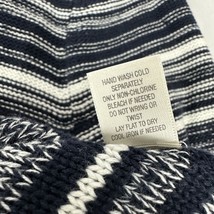 HAND WASH COLD
SEPARATELY
ONLY NON-CHLORINE
BLEACH IF NEEDED
DO NOT WRING OR
TWIST
LAY FLAT TO DRY
COOL IRON IF NEEDED